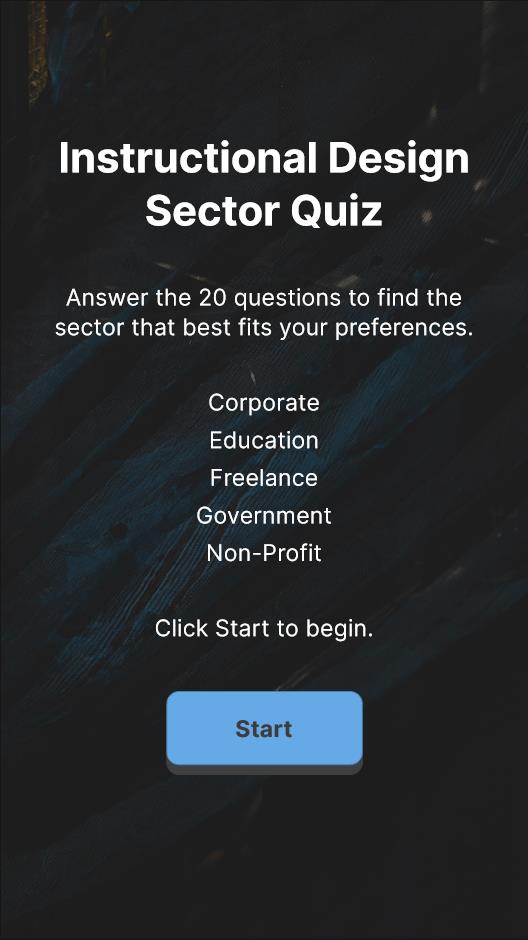 Instructional Design
Sector Quiz
Answer the 20 questions to find the
sector that best fits your preferences.
Corporate
Education
Freelance
Government
Non-Profit
Click Start to begin.
Start